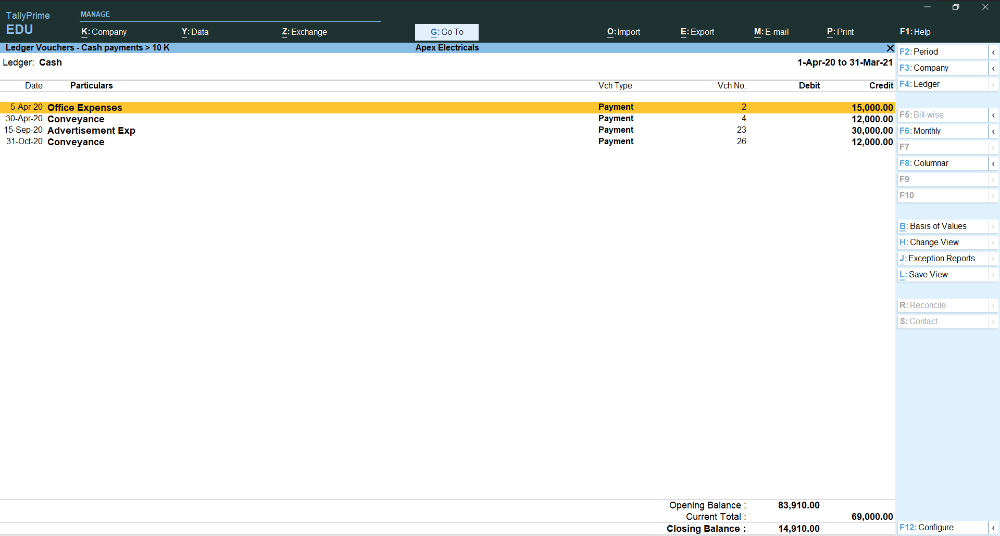 TallyPrime
EDU
MANAGE
K: Company Y: Data Z: Exchange G: Go To O: Import E: Export M: E-mail P: Print F1: Help
Ledger Vouchers - Cash payments > 10 K Apex Electricals
Ledger: Cash 1-Apr-20 to 31-Mar-21
Date Particulars Vch Type Vch No. Debit Credit
5-Apr-20 Office Expenses Payment 2 15,000.00
30-Apr-20 Conveyance Payment 4 12,000.00
15-Sep-20 Advertisement Exp Payment 23 30,000.00
31-Oct-20 Conveyance Payment 26 12,000.00
Opening Balance : 83,910.00
Current Total : 69,000.00
Closing Balance : 14,910.00
F2: Period
F3: Company
F4: Ledger
F5: Bill-wise
F6: Monthly
F7
F8: Columnar
F9
F10
B: Basis of Values
H: Change View
J: Exception Reports
L: Save View
R: Reconcile
S: Contact
F12: Configure